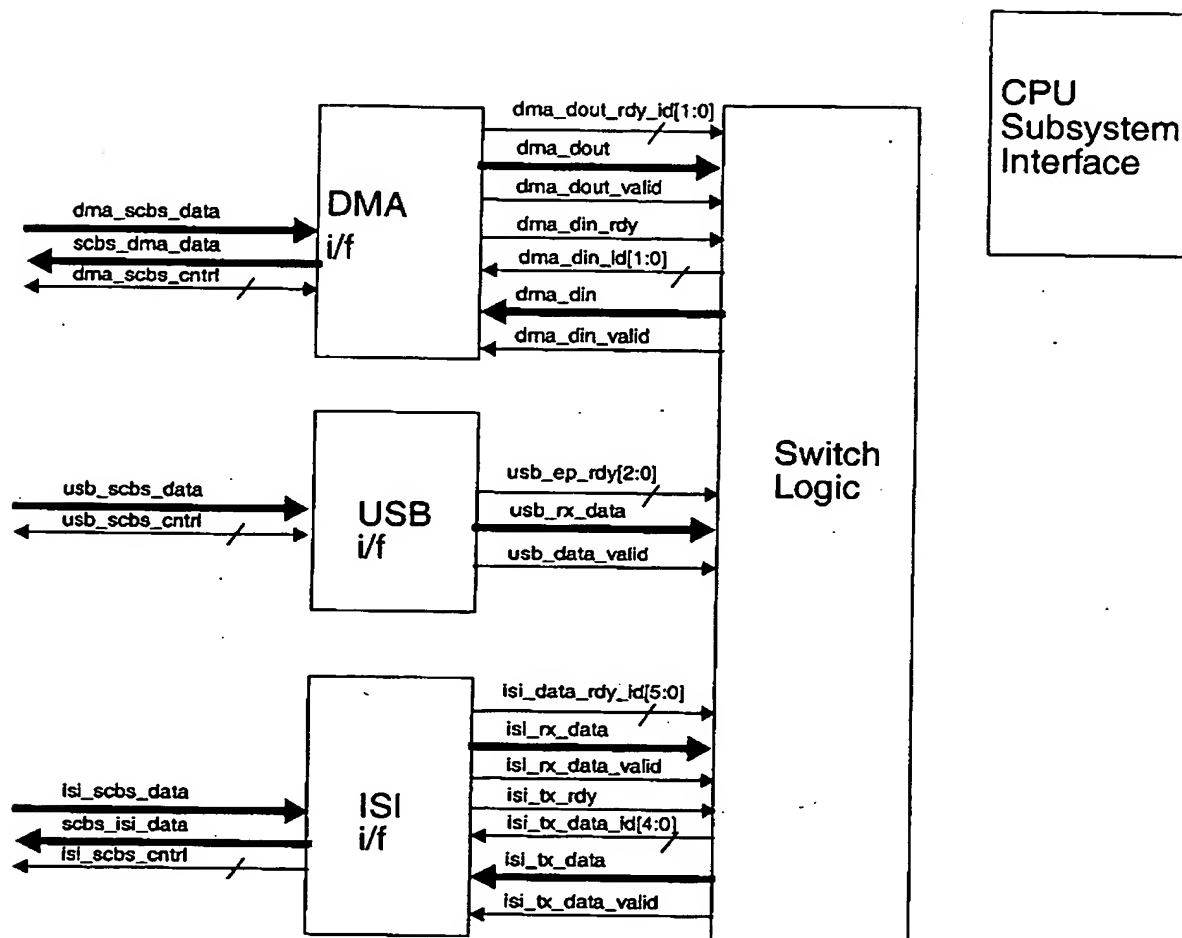 CPU
Subsystem
Interface
dma_dout_rdy_id[1:0]
dma_dout
dma_dout_valid
dma_din_rdy
dma_din_id[1:0]
dma_din
dma_din_valid
DMA
i/f
dma_scbs_data
scbs_dma_data
dma_scbs_cntrl
Switch
Logic
usb_ep_rdy[2:0]
usb_rx_data
usb_data_valid
USB
i/f
usb_scbs_data
usb_scbs_cntrl
isi_data_rdy_id[5:0]
isi_rx_data
isi_rx_data_valid
isi_tx_rdy
isi_tx_data_id[4:0]
isi_tx_data
isi_tx_data_valid
ISI
i/f
isi_scbs_data
scbs_isi_data
isi_scbs_cntrl